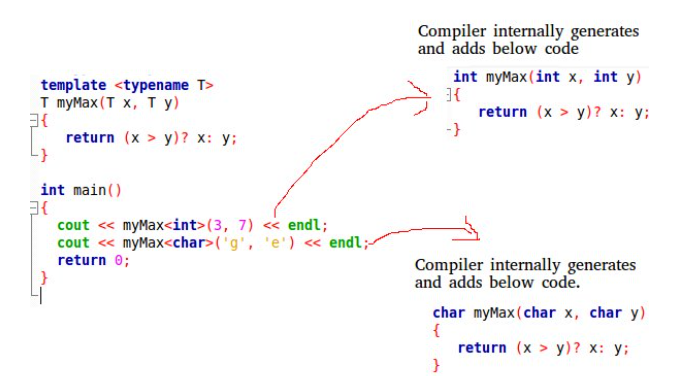 template <typename T>
T myMax(T x, T y)
{
return (x > y)? x: y;
}
int main()
{
cout << myMax<int>(3, 7) << endl;
cout << myMax<char>('g', 'e') << endl;
return 0;
}
Compiler internally generates
and adds below code
int myMax(int x, int y)
{
return (x > y)? x: y;
}
Compiler internally generates
and adds below code.
char myMax(char x, char y)
{
return (x > y)? x: y;
}